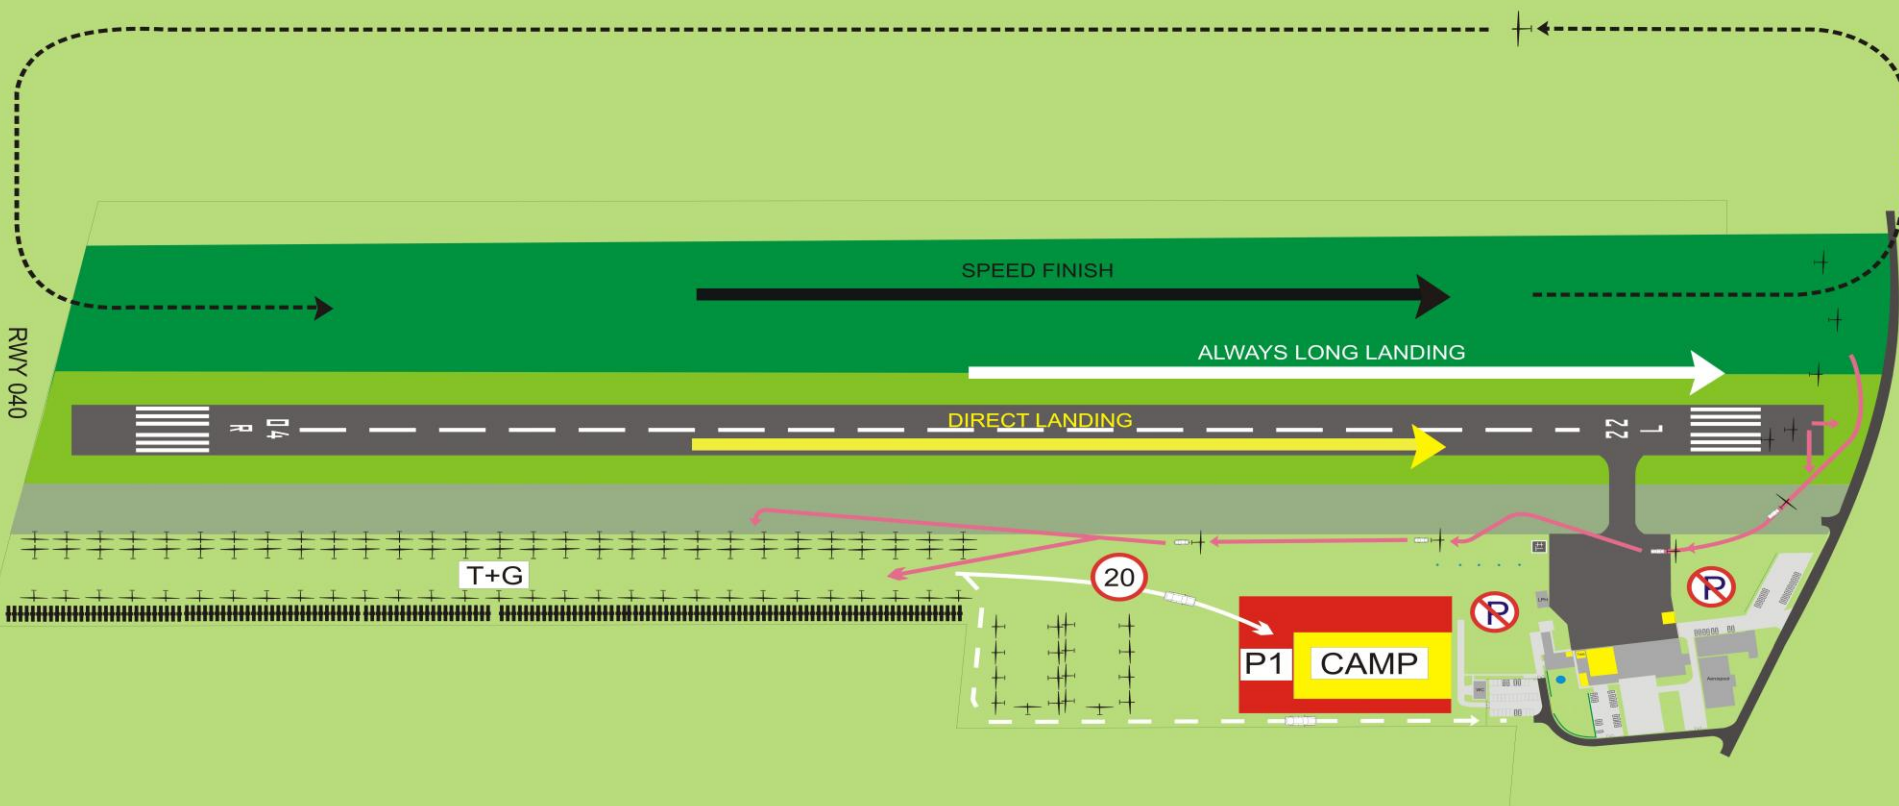 SPEED FINISH
ALWAYS LONG LANDING
RWY 040
DIRECT LANDING
04
R
22
L
T+G
20
P
P
P1
CAMP